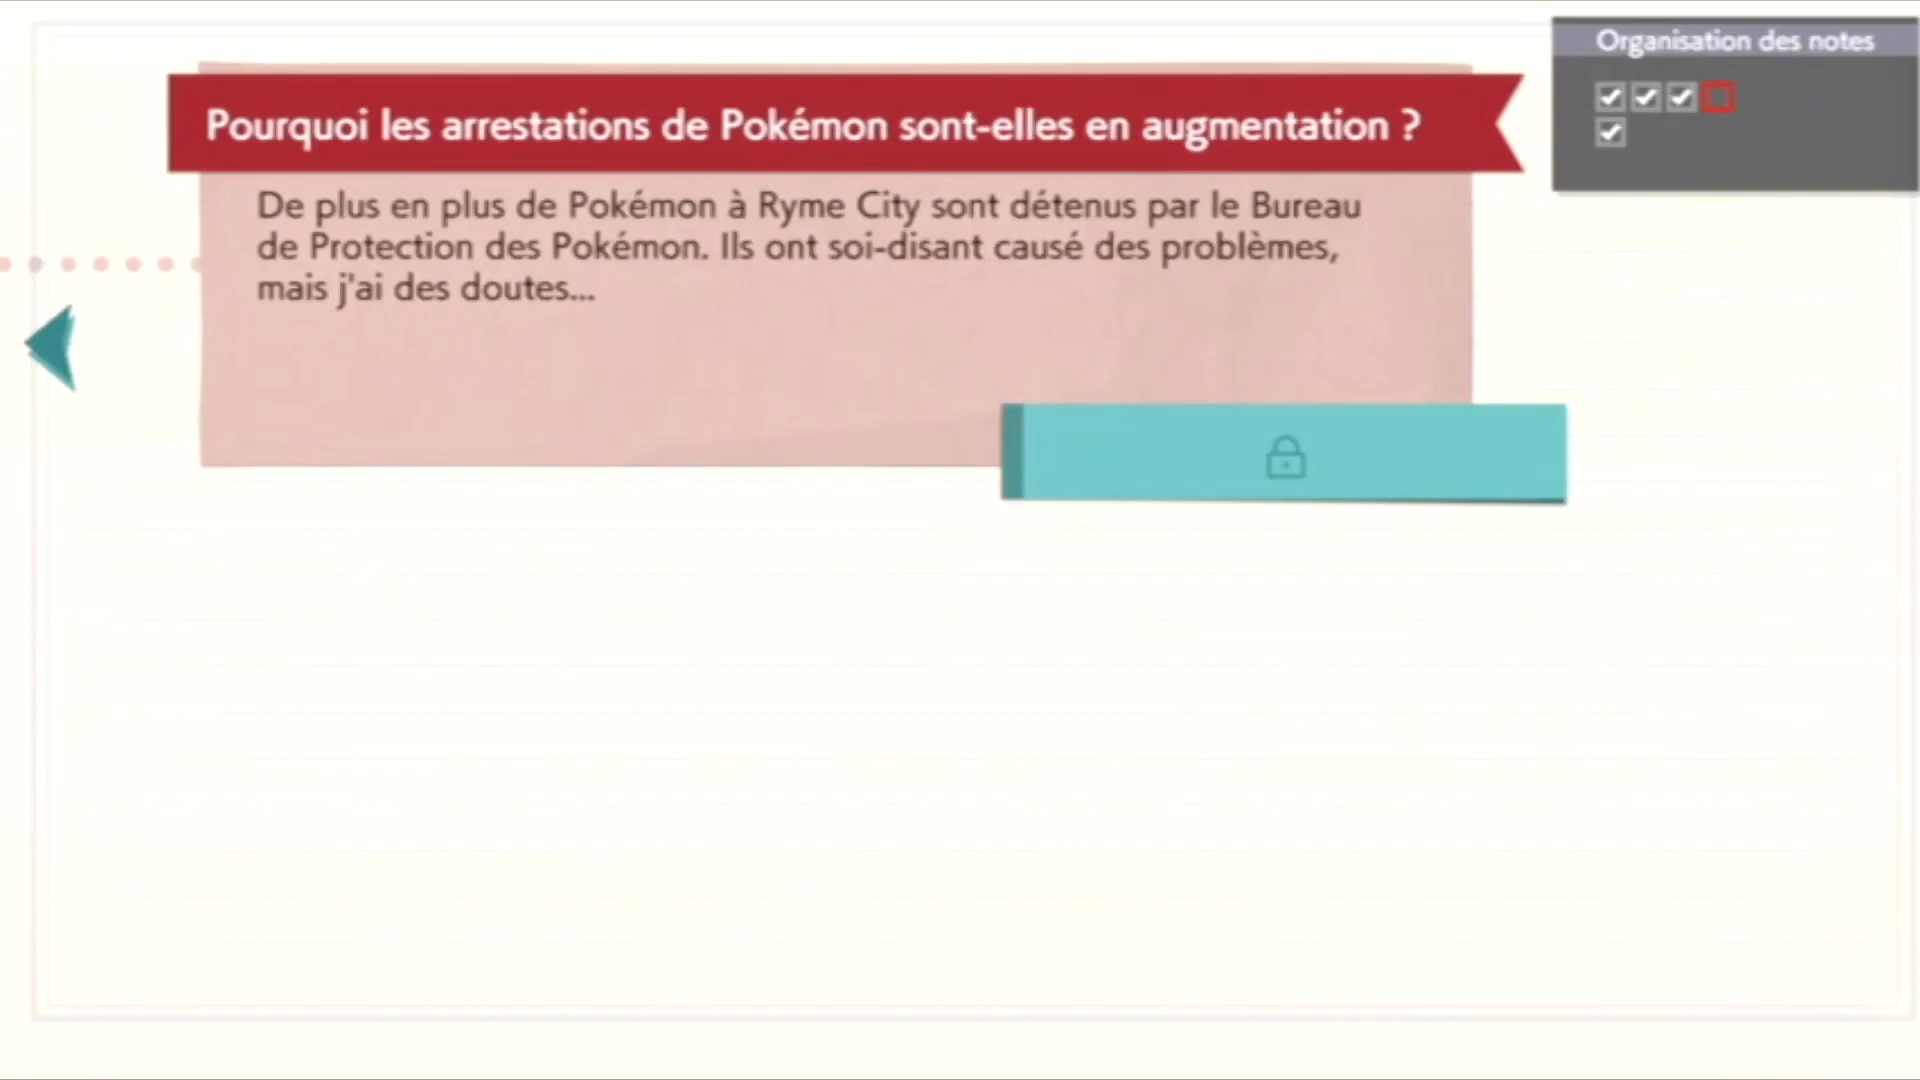 Organisation des notes
Pourquoi les arrestations de Pokémon sont-elles en augmentation ?
De plus en plus de Pokémon à Ryme City sont détenus par le Bureau
de Protection des Pokémon. Ils ont soi-disant causé des problèmes,
mais j'ai des doutes...